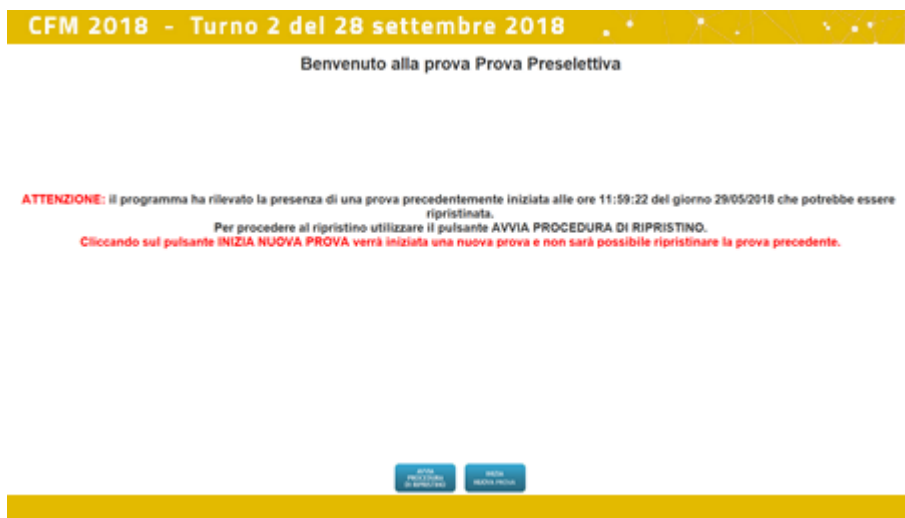 CFM 2018 - Turno 2 del 28 settembre 2018
Benvenuto alla prova Prova Preselettiva
ATTENZIONE: il programma ha rilevato la presenza di una prova precedentemente iniziata alle ore 11:59:22 del giorno 29/05/2018 che potrebbe essere
ripristinata.
Per procedere al ripristino utilizzare il pulsante AVVIA PROCEDURA DI RIPRISTINO.
Cliccando sul pulsante INIZIA NUOVA PROVA verrà iniziata una nuova prova e non sarà possibile ripristinare la prova precedente.
AVVIA
PROCEDURA
DI RIPRISTINO
INIZIA
NUOVA PROVA